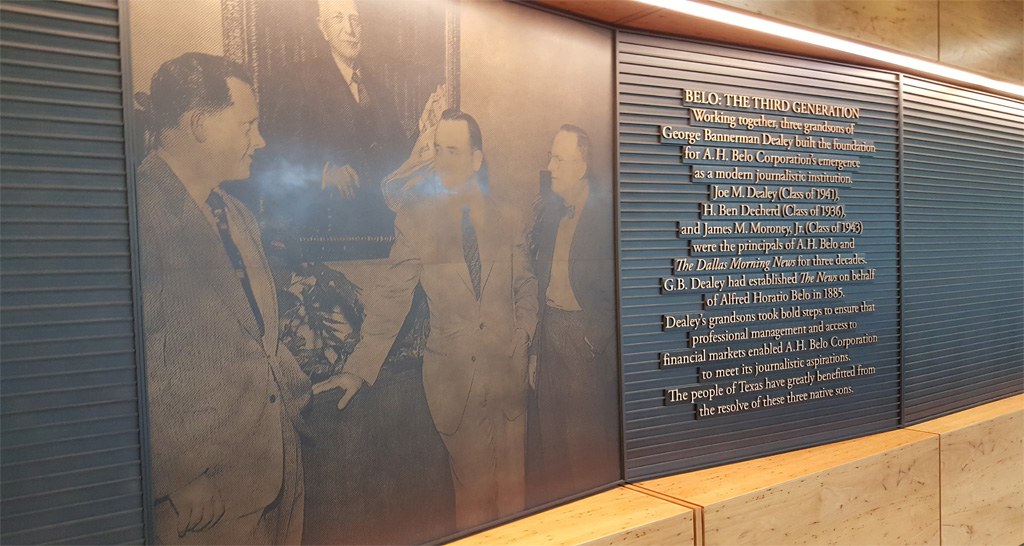 BELO: THE THIRD GENERATION
Working together, three grandsons of
George Bannerman Dealey built the foundation
for A.H. Belo Corporation's emergence
as a modern journalistic institution.
Joe M. Dealey (Class of 1941),
H. Ben Decherd (Class of 1936),
and James M. Moroney, Jr. (Class of 1943)
were the principals of A.H. Belo and
The Dallas Morning News for three decades.
G.B. Dealey had established The News on behalf
of Alfred Horatio Belo in 1885.
Dealey's grandsons took bold steps to ensure that
professional management and access to
financial markets enabled A.H. Belo Corporation
to meet its journalistic aspirations.
The people of Texas have greatly benefitted from
the resolve of these three native sons.